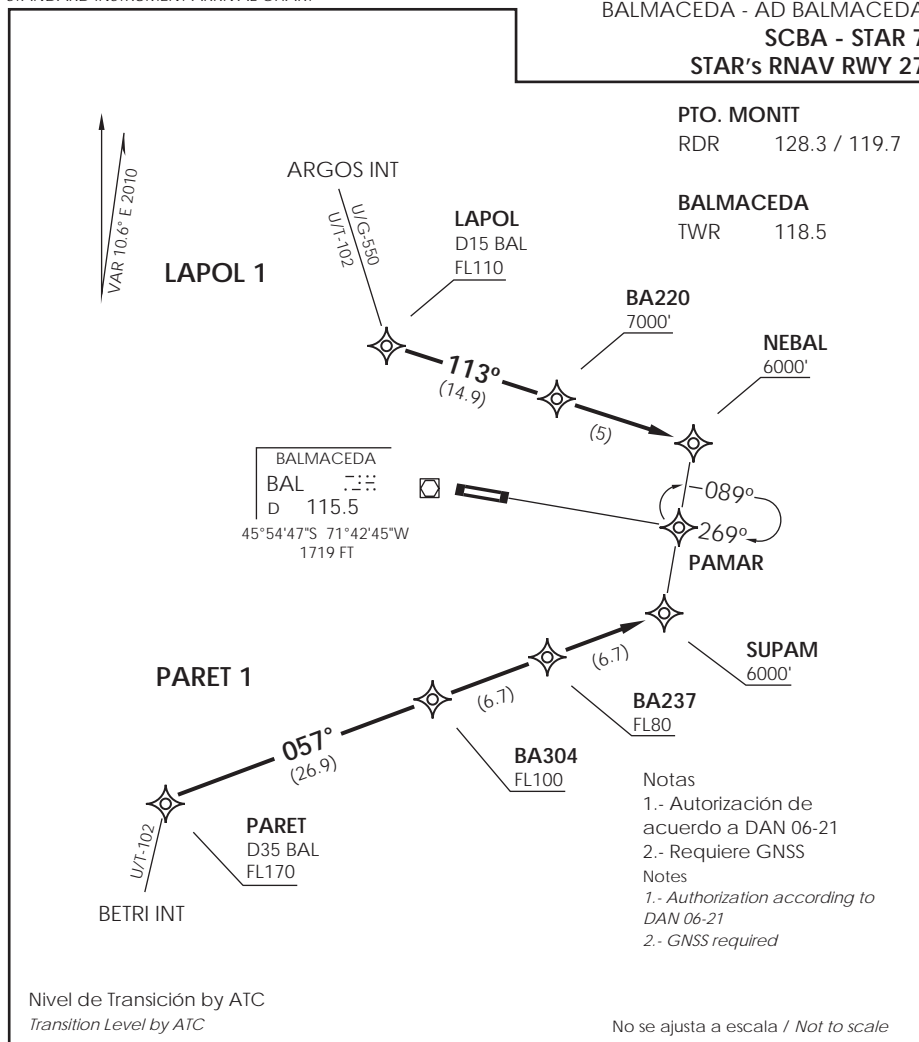 BALMACEDA - AD BALMACEDA
SCBA - STAR 7
STAR's RNAV RWY 27
PTO. MONTT
RDR 128.3 / 119.7
BALMACEDA
TWR 118.5
VAR 10.6° E 2010
ARGOS INT
U/G-550
U/T-102
LAPOL 1
LAPOL
D15 BAL
FL110
BA220
7000'
NEBAL
6000'
113º
(14.9)
(5)
BALMACEDA
BAL
D 115.5
45°54'47"S 71°42'45"W
1719 FT
089º
269º
PAMAR
SUPAM
6000'
PARET 1
(6.7)
(6.7)
BA237
FL80
057°
(26.9)
BA304
FL100
PARET
D35 BAL
FL170
U/T-102
BETRI INT
Notas
1.- Autorización de
acuerdo a DAN 06-21
2.- Requiere GNSS
Notes
1.- Authorization according to
DAN 06-21
2.- GNSS required
Nivel de Transición by ATC
Transition Level by ATC
No se ajusta a escala / Not to scale